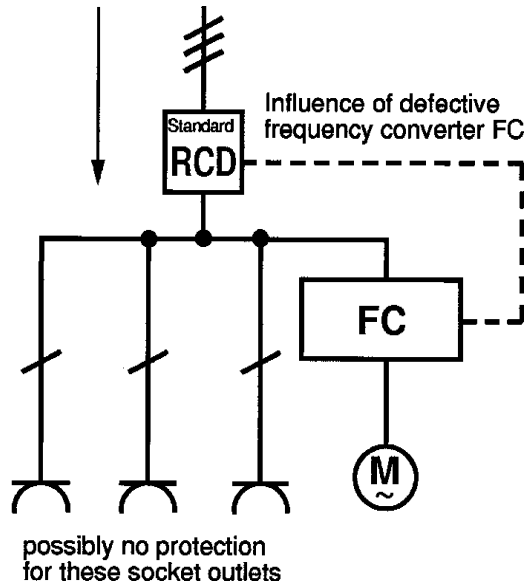 Influence of defective
frequency converter FC
Standard
RCD
FC
M
~
possibly no protection
for these socket outlets